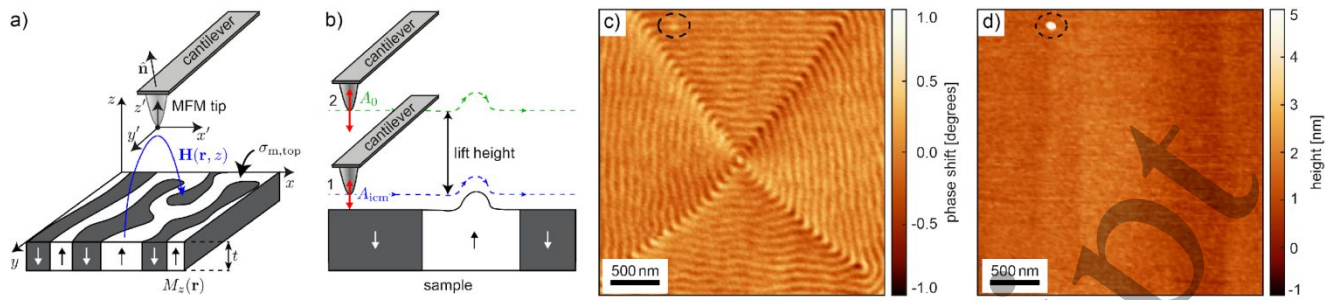 a)
cantilever
n̂
z
z'
MFM tip
y'
x'
H(r, z)
σm,top
x
y
t
Mz(r)
b)
cantilever
2
A0
cantilever
lift height
1
Aicm
sample
c)
500 nm
1.0
0.5
0
-0.5
-1.0
phase shift [degrees]
d)
500 nm
5
4
3
2
1
0
-1
height [nm]
pt